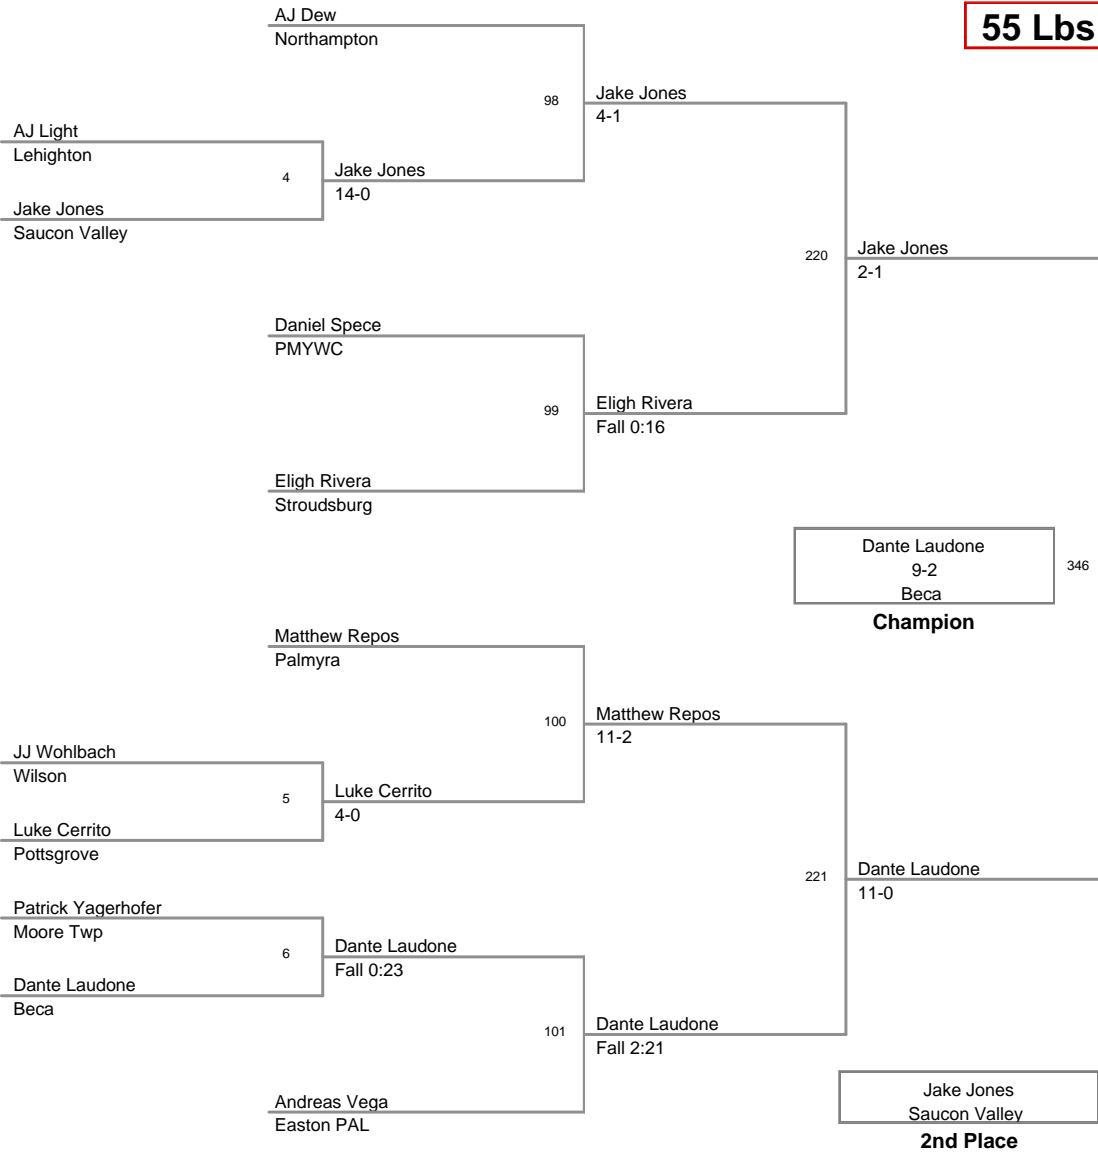 AJ Dew
Northampton
55 Lbs
98
Jake Jones
4-1
AJ Light
Lehighton
4
Jake Jones
14-0
Jake Jones
Saucon Valley
220
Jake Jones
2-1
Daniel Spece
PMYWC
99
Eligh Rivera
Fall 0:16
Eligh Rivera
Stroudsburg
Dante Laudone
9-2
Beca
346
Champion
Matthew Repos
Palmyra
100
Matthew Repos
11-2
JJ Wohlbach
Wilson
5
Luke Cerrito
4-0
Luke Cerrito
Pottsgrove
221
Dante Laudone
11-0
Patrick Yagerhofer
Moore Twp
6
Dante Laudone
Fall 0:23
Dante Laudone
Beca
101
Dante Laudone
Fall 2:21
Andreas Vega
Easton PAL
Jake Jones
Saucon Valley
2nd Place